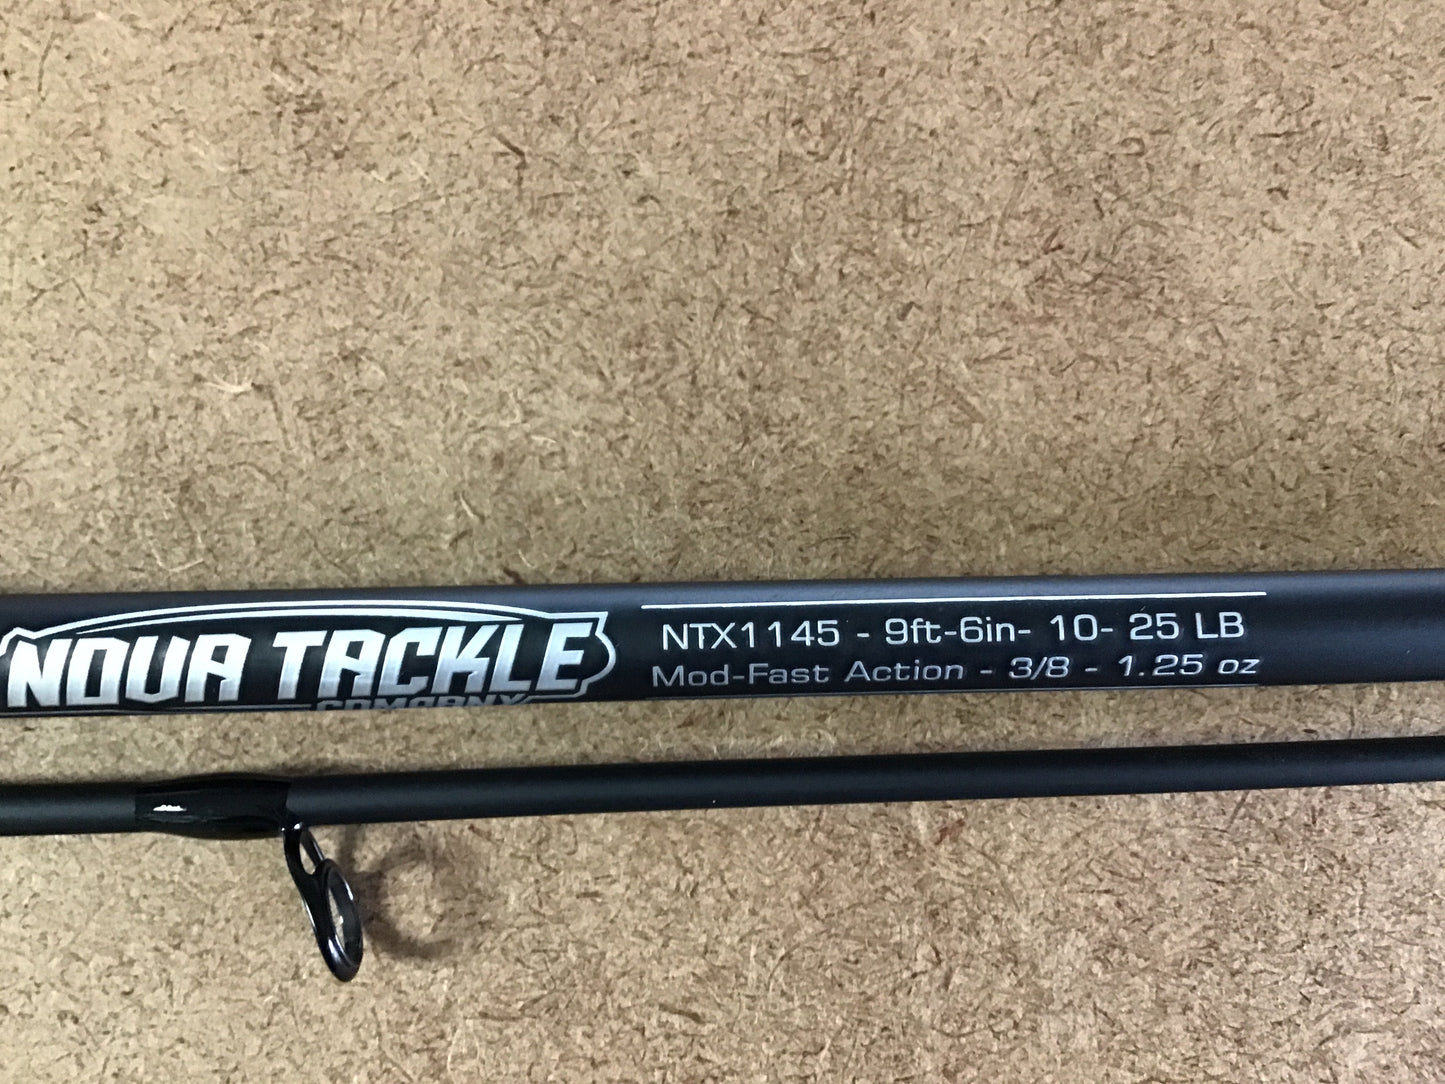 NOVA TACKLE
COMPANY
NTX1145 - 9ft-6in- 10- 25 LB
Mod-Fast Action - 3/8 - 1.25 oz